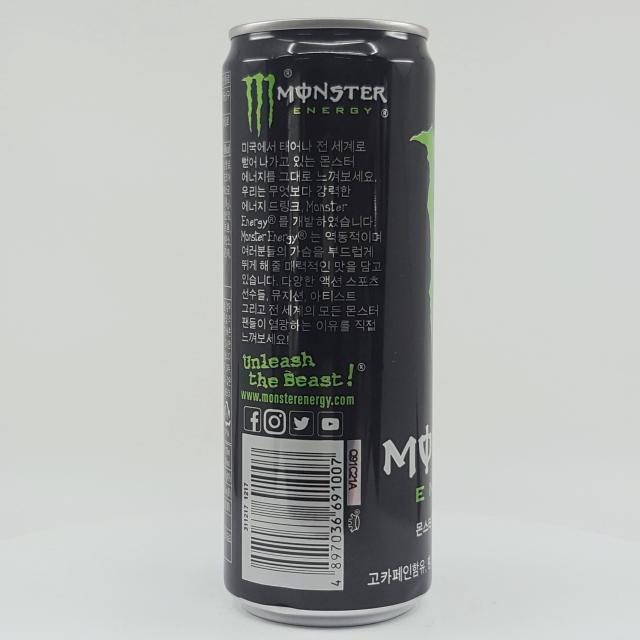 MONSTER
ENERGY
미국에서 태어나 전 세계로
뻗어 나가고 있는 몬스터
에너지를 그대로 느껴보세요.
우리는 무엇보다 강력한
에너지 드링크, Monster
Energy® 를 개발하였습니다.
Monster Energy® 는 역동적이며
여러분들의 가슴을 부드럽게
뛰게 해 줄 매력적인 맛을 담고
있습니다. 다양한 액션 스포츠
선수들, 뮤지션, 아티스트
그리고 전 세계의 모든 몬스터
팬들이 열광하는 이유를 직접
느껴보세요!
Unleash
the Beast!®
www.monsterenergy.com
311217 1217
4 897036 691007
091C21A
MO
E
몬스
고카페인함유,